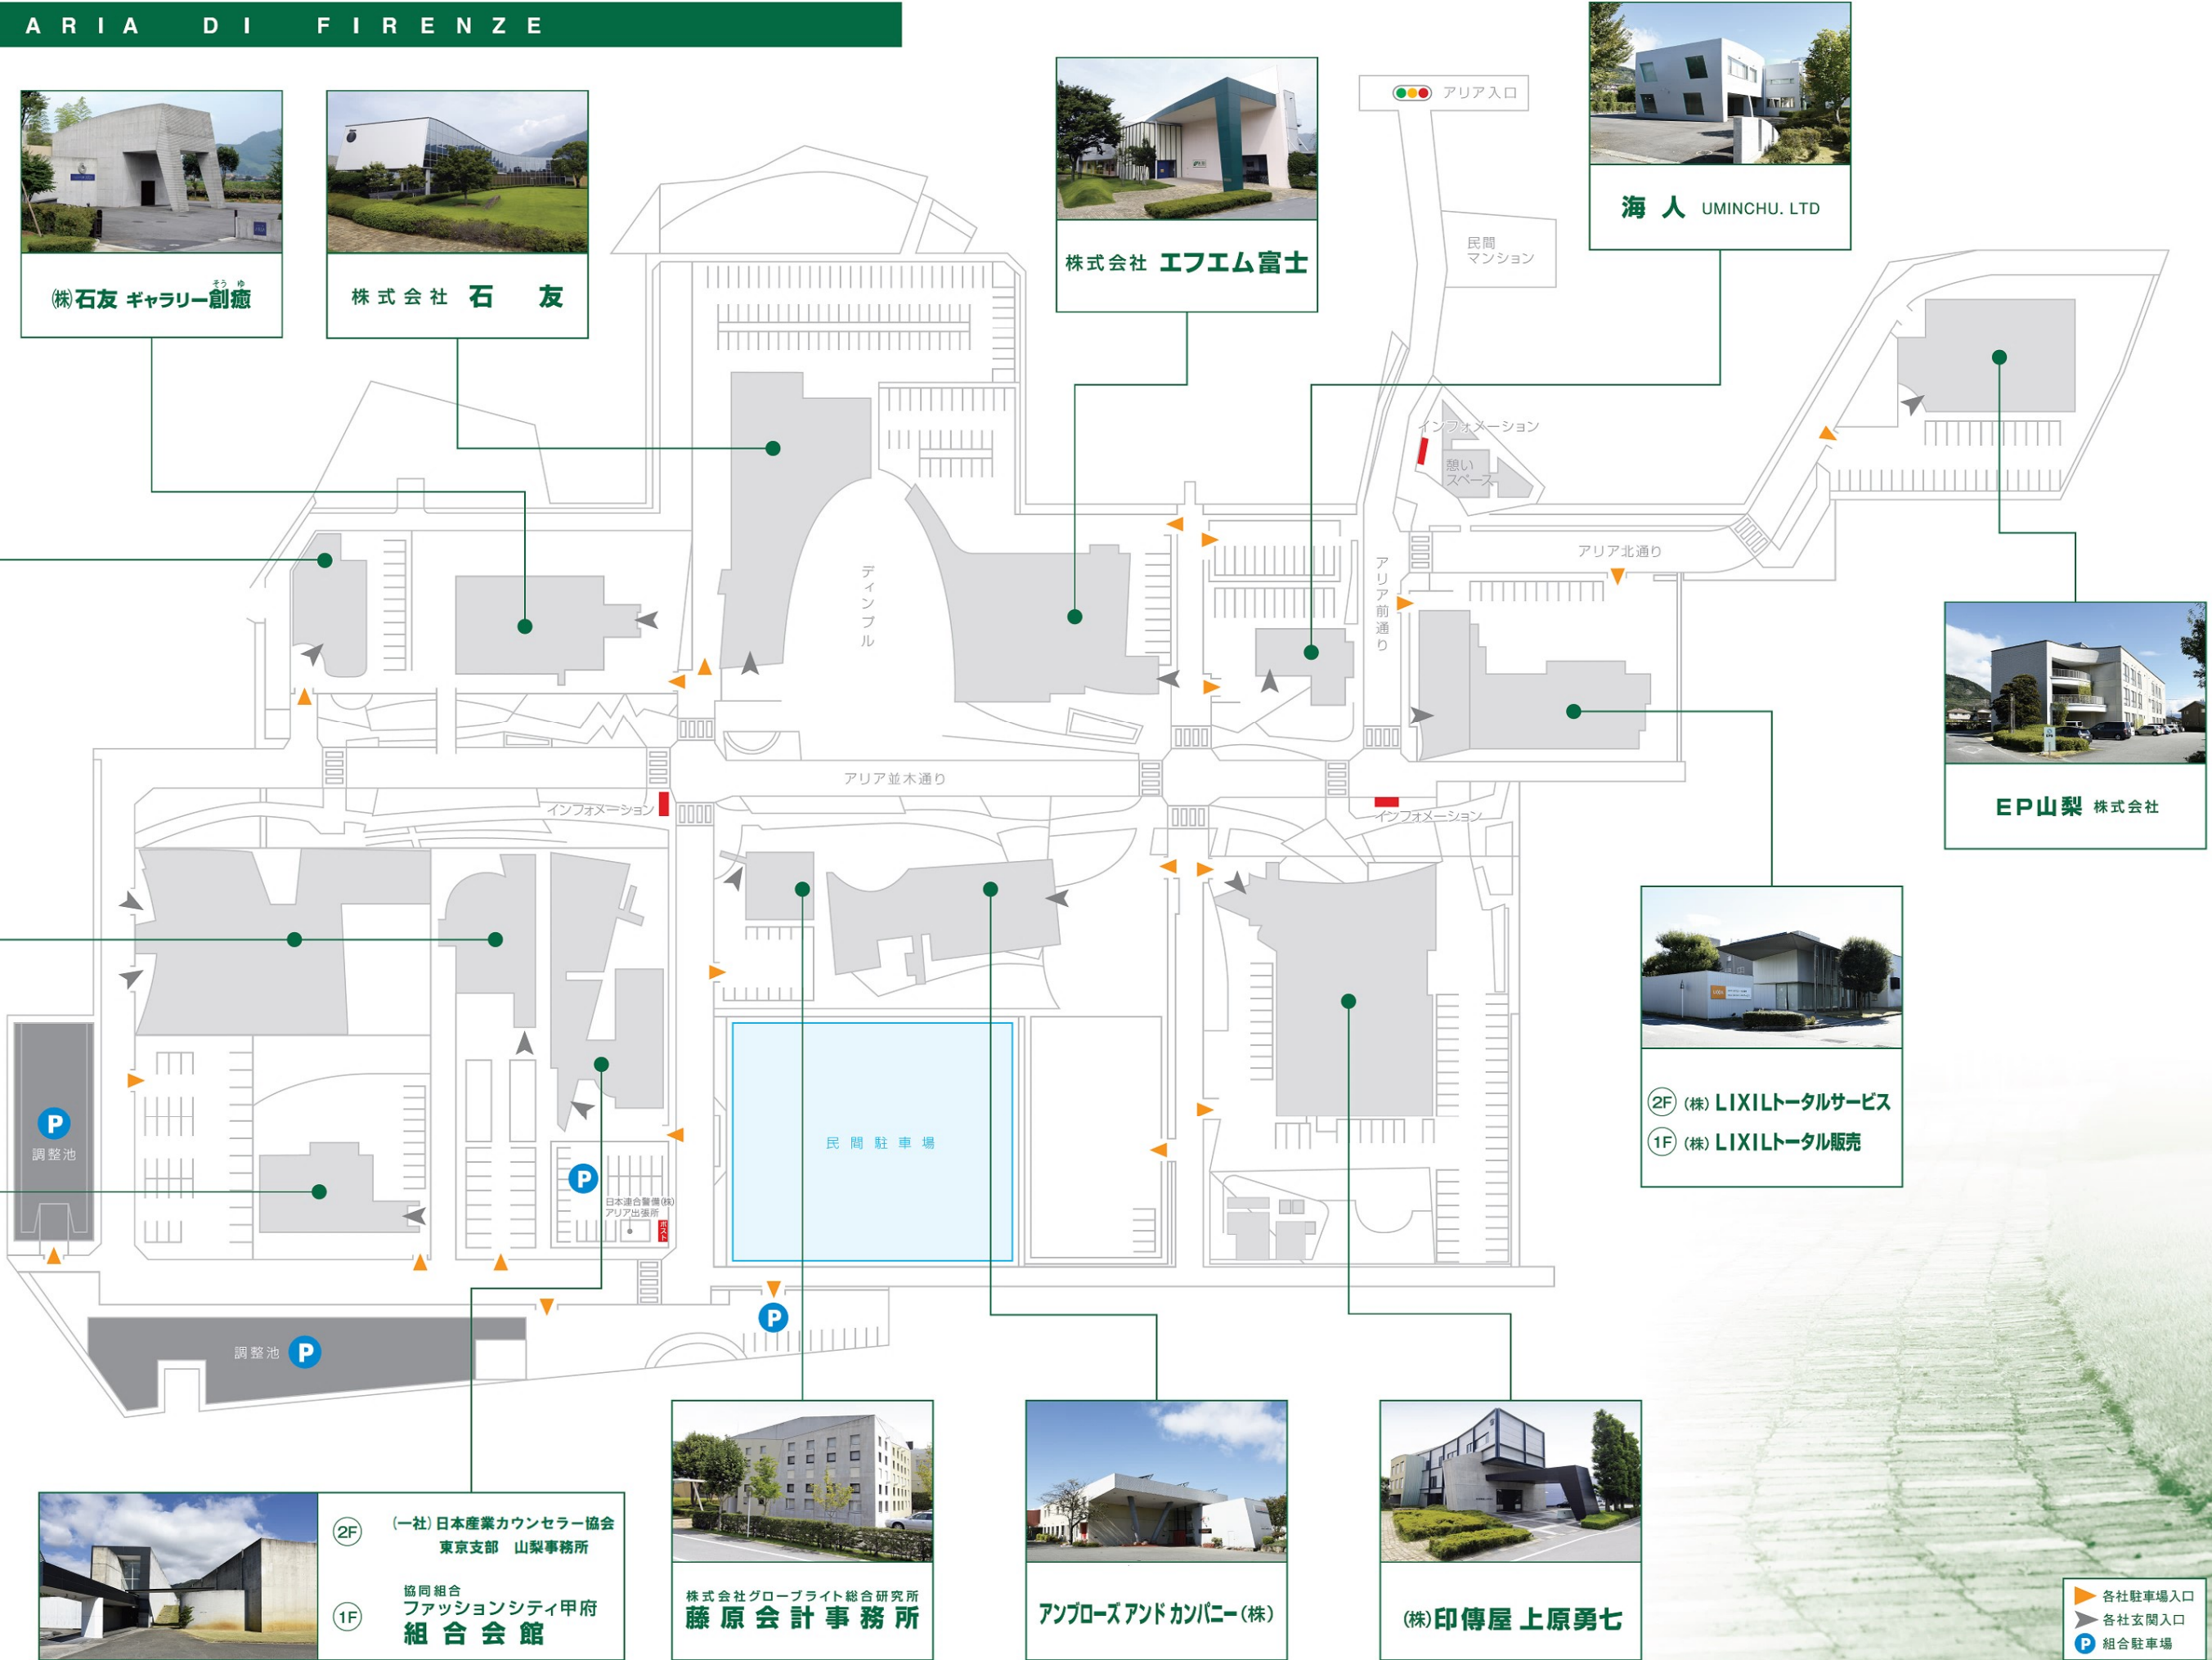 ARIA DI FIRENZE
アリア入口
海人 UMINCHU. LTD
株式会社 エフエム富士
そう ゆ
㈱石友 ギャラリー創癒
株式会社 石 友
民間
マンション
インフォメーション
憩い
スペース
アリア北通り
アリア前通り
ディンプル
アリア並木通り
インフォメーション
インフォメーション
EP山梨 株式会社
2F (株) LIXILトータルサービス
1F (株) LIXILトータル販売
P
調整池
P
日本連合警備(株)
アリア出張所
ポスト
民間駐車場
P
調整池 P
2F (一社)日本産業カウンセラー協会
東京支部 山梨事務所
1F 協同組合
ファッションシティ甲府
組合会館
株式会社グローブライト総合研究所
藤原会計事務所
アンブローズ アンド カンパニー(株)
(株)印傳屋 上原勇七
各社駐車場入口
各社玄関入口
P 組合駐車場